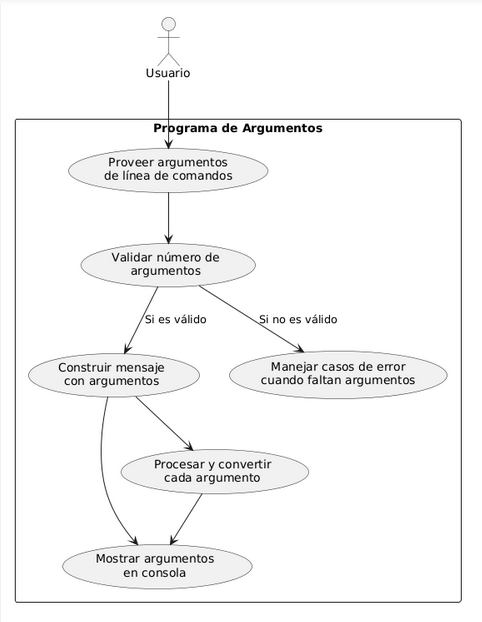 Usuario
Programa de Argumentos
Proveer argumentos
de línea de comandos
Validar número de
argumentos
Si es válido
Si no es válido
Construir mensaje
con argumentos
Manejar casos de error
cuando faltan argumentos
Procesar y convertir
cada argumento
Mostrar argumentos
en consola